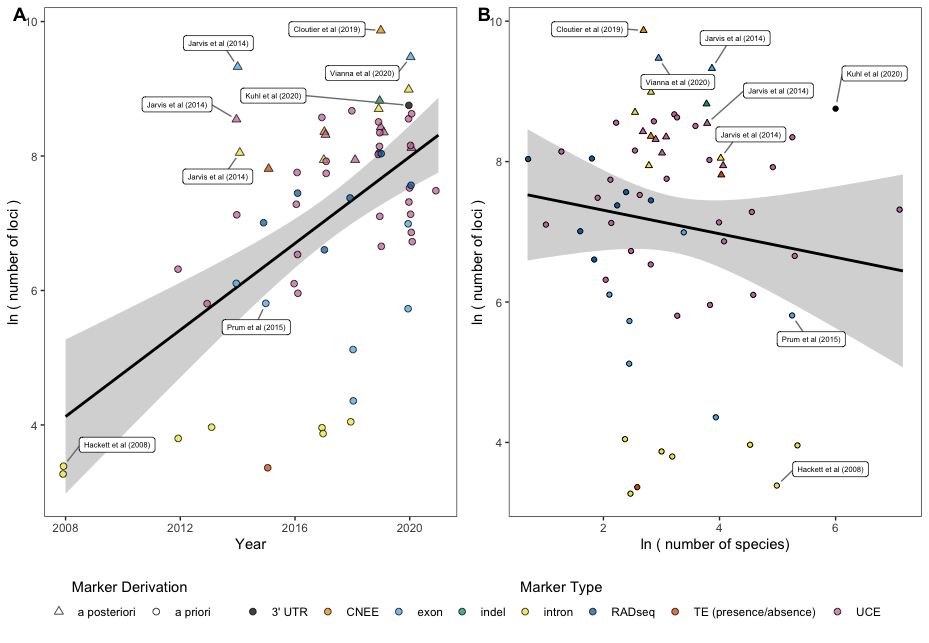 A
B
ln ( number of loci )
10
8
6
4
Cloutier et al (2019)
Jarvis et al (2014)
Vianna et al (2020)
Kuhl et al (2020)
Jarvis et al (2014)
Jarvis et al (2014)
Prum et al (2015)
Hackett et al (2008)
2008
2012
2016
2020
Year
ln ( number of loci )
10
8
6
4
Cloutier et al (2019)
Jarvis et al (2014)
Kuhl et al (2020)
Vianna et al (2020)
Jarvis et al (2014)
Jarvis et al (2014)
Prum et al (2015)
Hackett et al (2008)
2
4
6
ln ( number of species)
Marker Derivation
a posteriori
a priori
Marker Type
3' UTR
CNEE
exon
indel
intron
RADseq
TE (presence/absence)
UCE